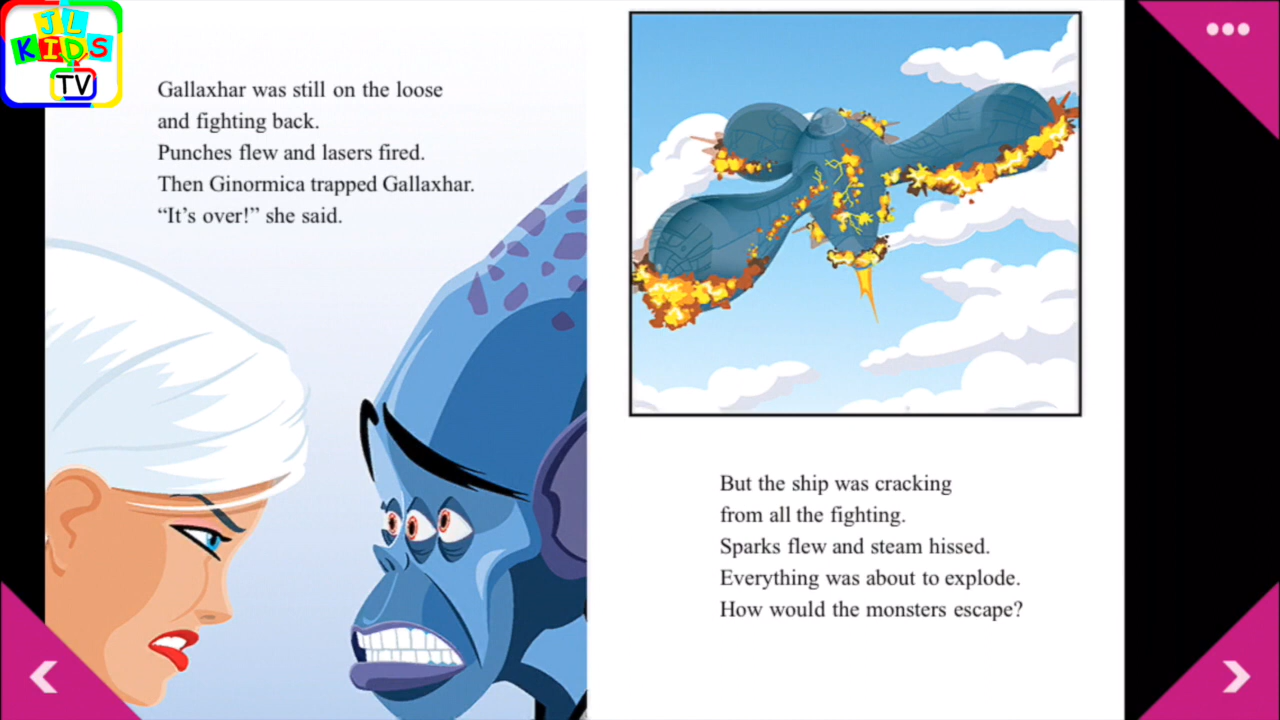 JL
KIDS
TV
Gallaxhar was still on the loose
and fighting back.
Punches flew and lasers fired.
Then Ginormica trapped Gallaxhar.
“It’s over!” she said.
But the ship was cracking
from all the fighting.
Sparks flew and steam hissed.
Everything was about to explode.
How would the monsters escape?